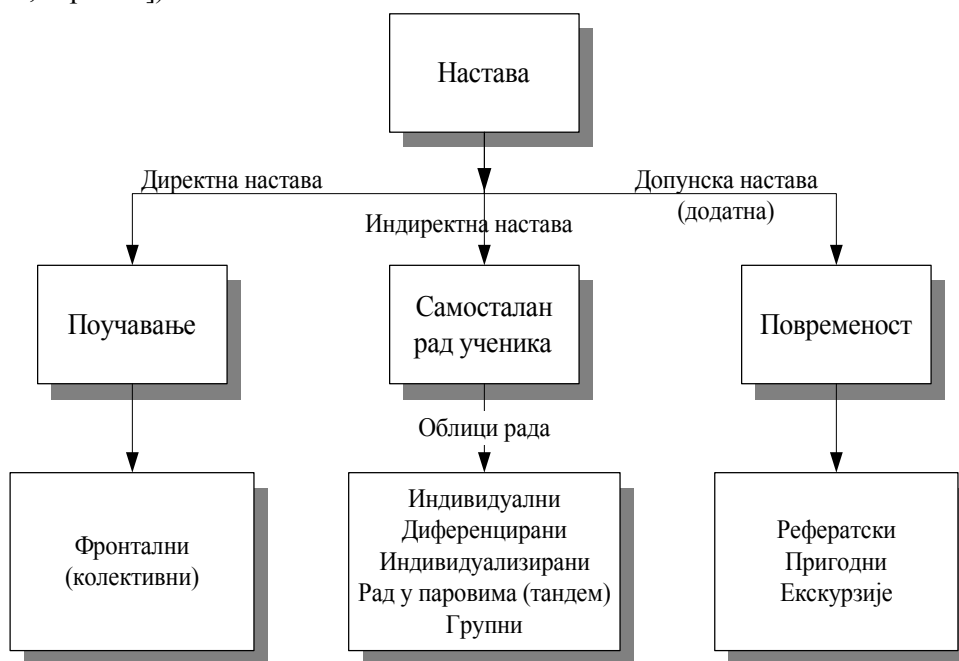 Настава
Директна настава
Допунска настава
(додатна)
Индиректна настава
Поучавање
Самосталан
рад ученика
Повременост
Облици рада
Фронтални
(колективни)
Индивидуални
Диференцирани
Индивидуализирани
Рад у паровима (тандем)
Групни
Рефератски
Пригодни
Екскурзије